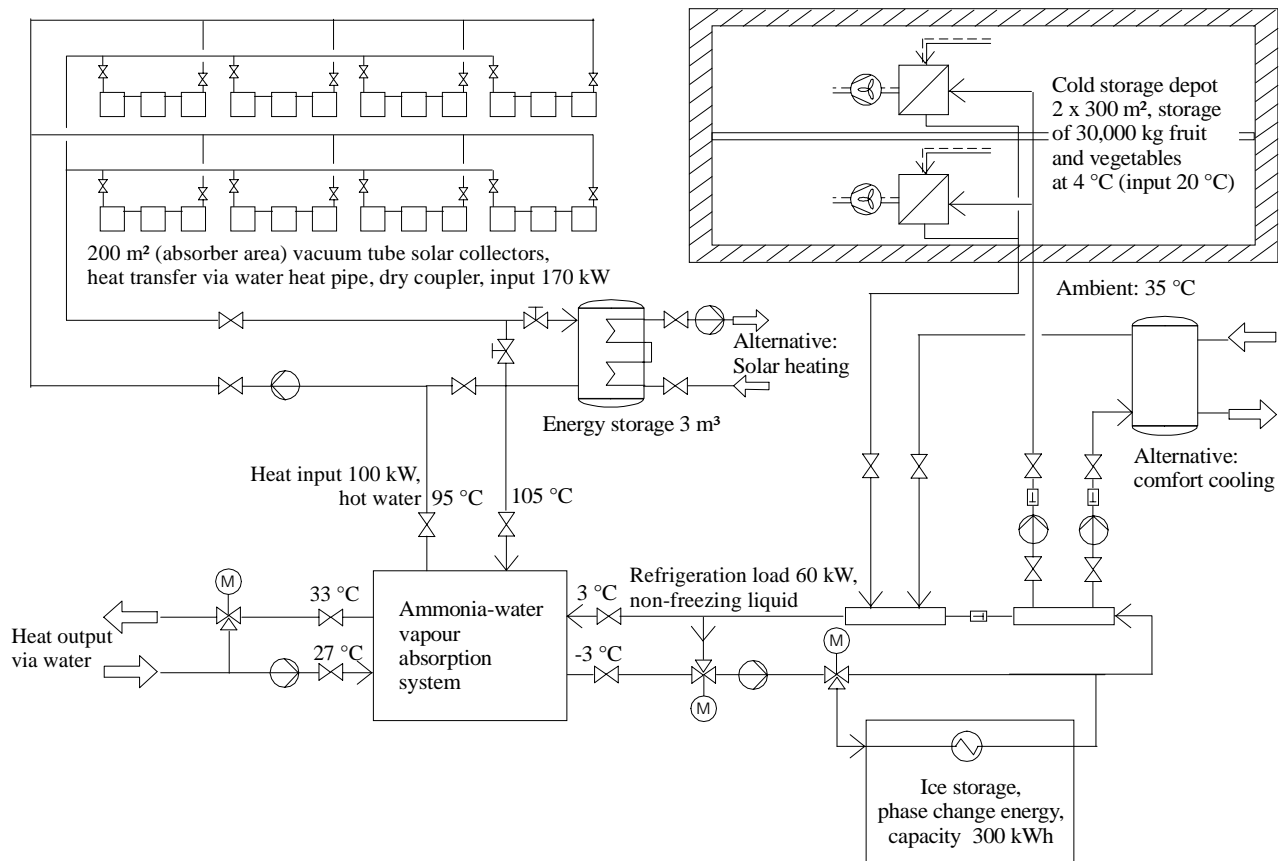 Cold storage depot
2 x 300 m², storage
of 30,000 kg fruit
and vegetables
at 4 °C (input 20 °C)
200 m² (absorber area) vacuum tube solar collectors,
heat transfer via water heat pipe, dry coupler, input 170 kW
Ambient: 35 °C
Alternative:
Solar heating
Energy storage 3 m³
Alternative:
comfort cooling
Heat input 100 kW,
hot water
95 °C
105 °C
M
33 °C
Heat output
via water
27 °C
Ammonia-water
vapour
absorption
system
Refrigeration load 60 kW,
non-freezing liquid
3 °C
-3 °C
M
M
Ice storage,
phase change energy,
capacity 300 kWh